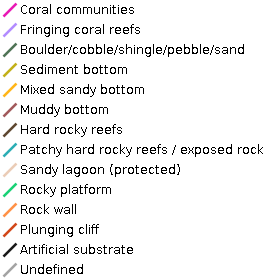 Coral communities
Fringing coral reefs
Boulder/cobble/shingle/pebble/sand
Sediment bottom
Mixed sandy bottom
Muddy bottom
Hard rocky reefs
Patchy hard rocky reefs / exposed rock
Sandy lagoon (protected)
Rocky platform
Rock wall
Plunging cliff
Artificial substrate
Undefined